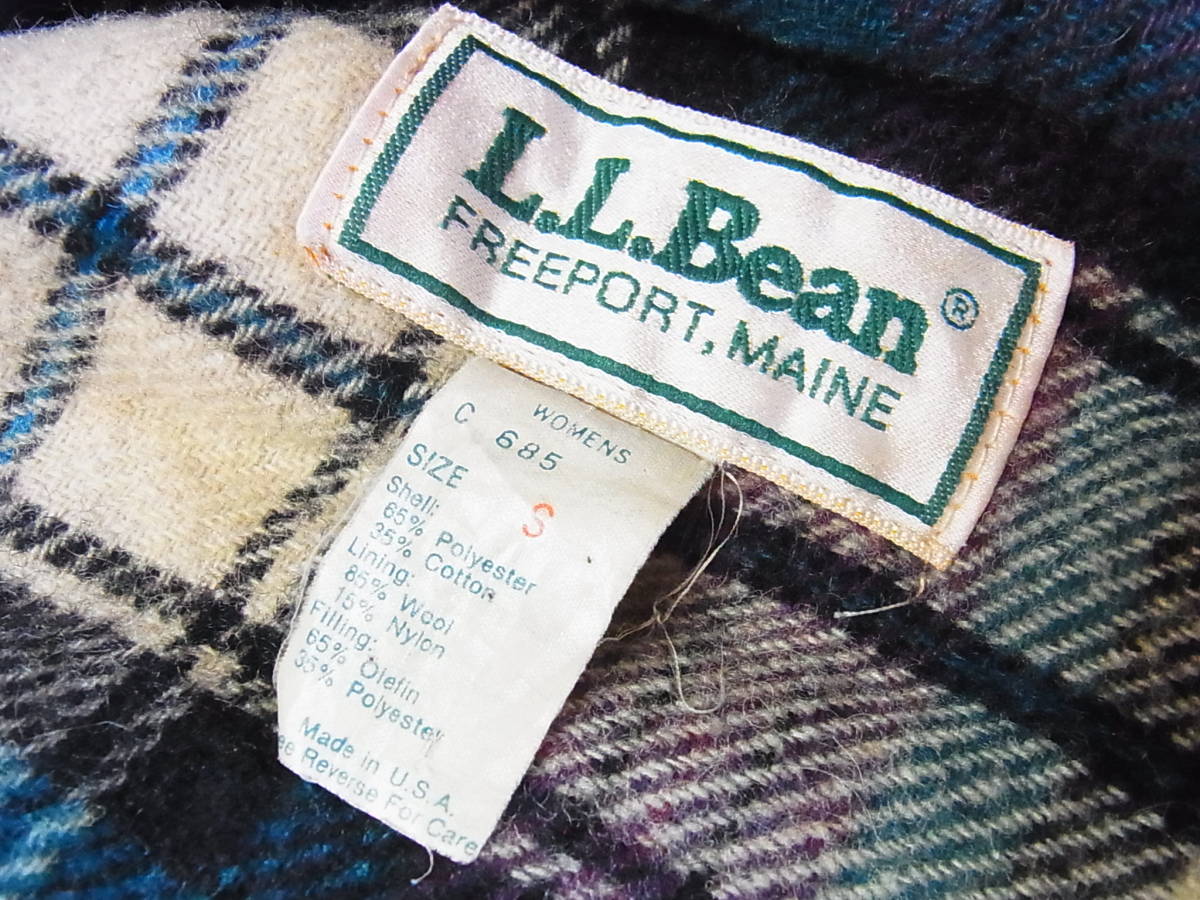 L.L.Bean®
FREEPORT, MAINE
WOMENS
C 685
SIZE S
Shell:
65% Polyester
35% Cotton
Lining:
85% Wool
15% Nylon
Filling:
65% Olefin
35% Polyester
Made in U.S.A.
ee Reverse For Care